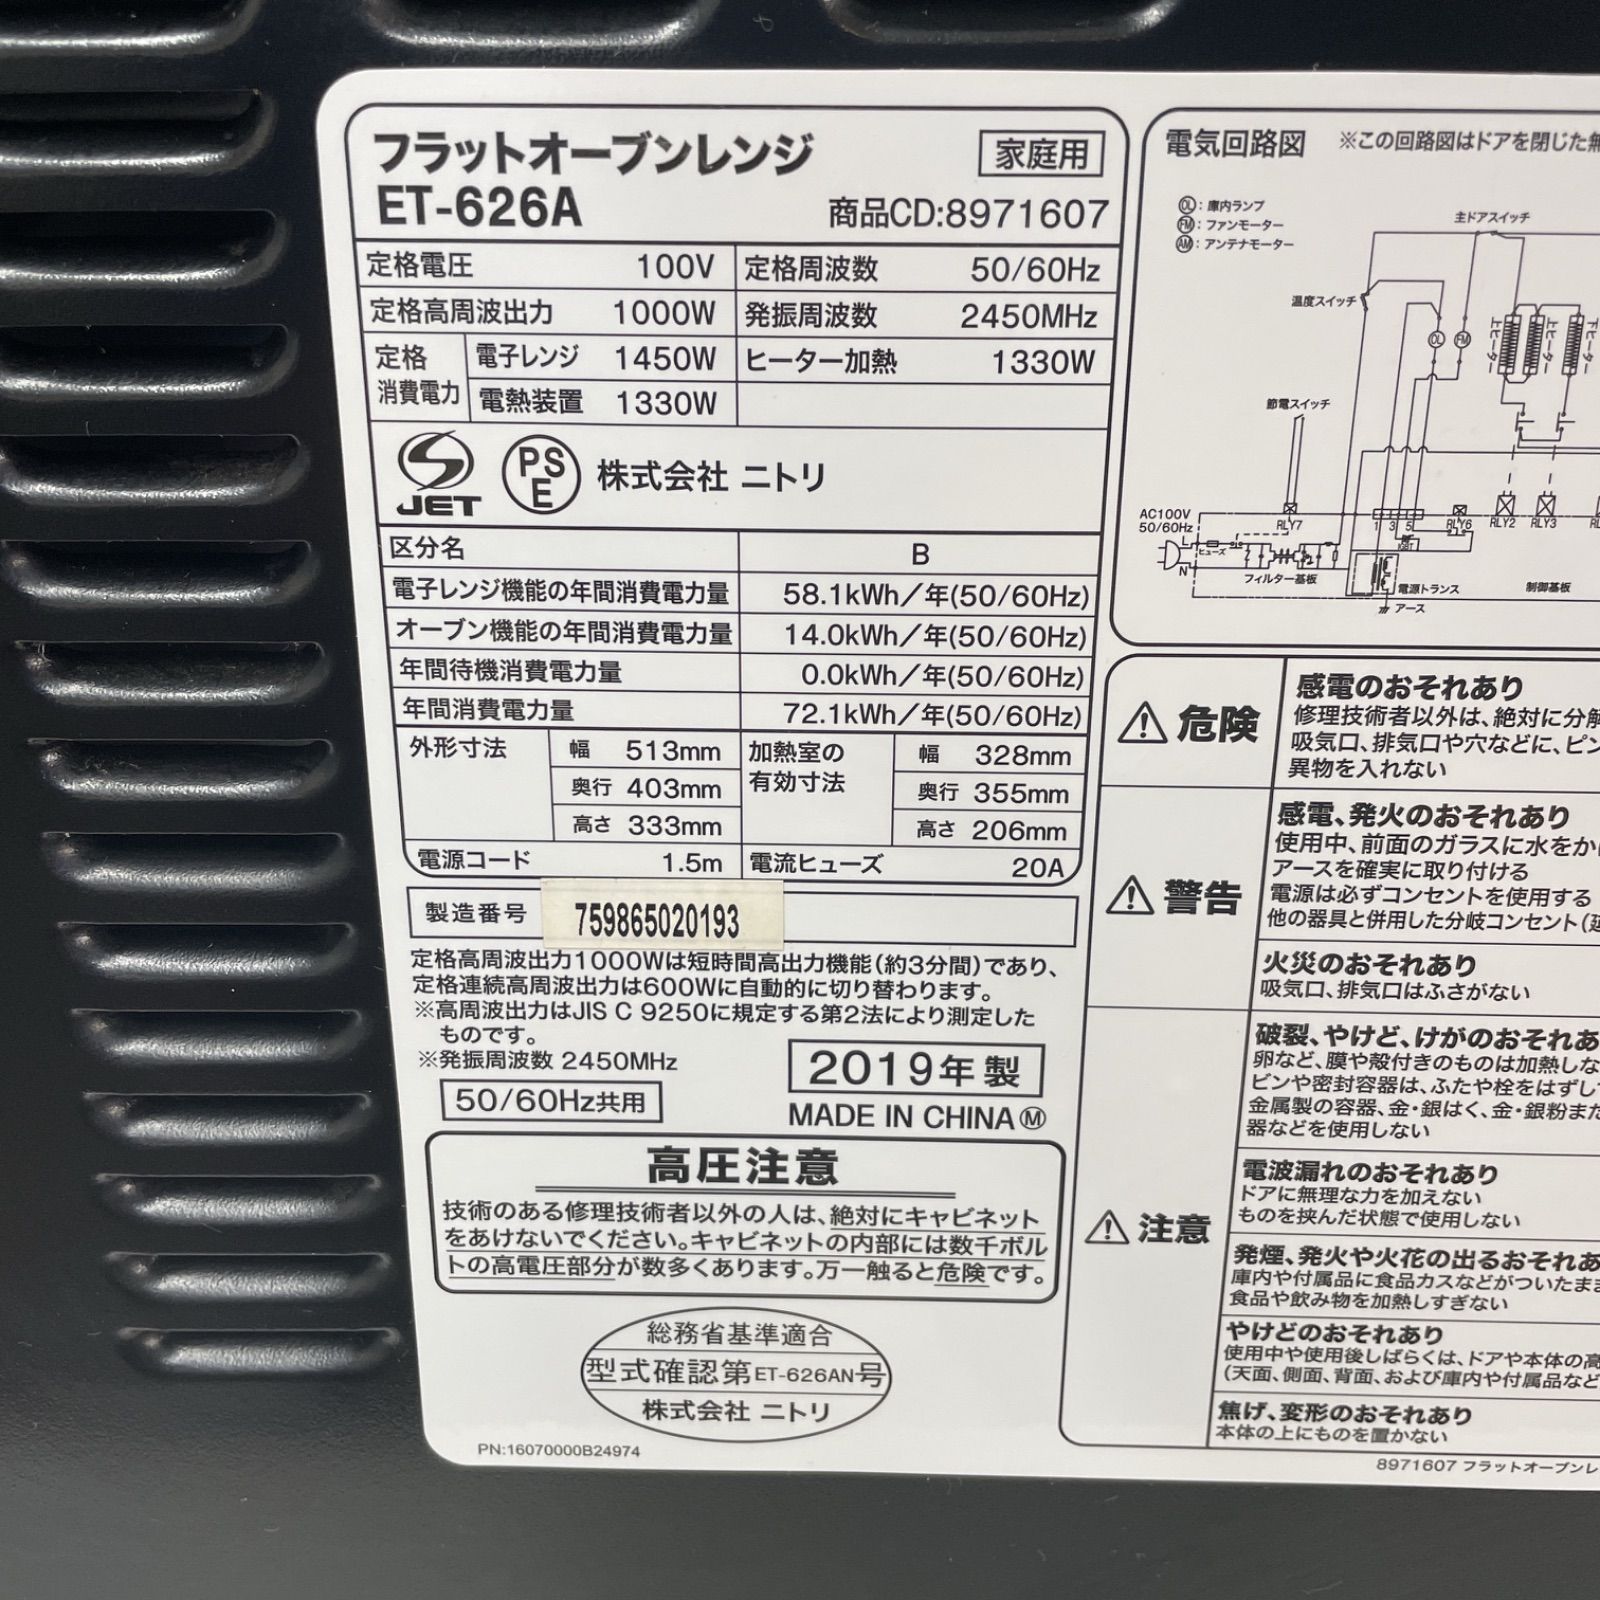 フラットオーブンレンジ
家庭用
ET-626A
商品CD:8971607
定格電圧 100V 定格周波数 50/60Hz
定格高周波出力 1000W 発振周波数 2450MHz
定格消費電力 電子レンジ 1450W ヒーター加熱 1330W
電熱装置 1330W
JET PSE 株式会社 ニトリ
区分名 B
電子レンジ機能の年間消費電力量 58.1kWh/年(50/60Hz)
オーブン機能の年間消費電力量 14.0kWh/年(50/60Hz)
年間待機消費電力量 0.0kWh/年(50/60Hz)
年間消費電力量 72.1kWh/年(50/60Hz)
外形寸法 幅 513mm 加熱室の有効寸法 幅 328mm
奥行 403mm 奥行 355mm
高さ 333mm 高さ 206mm
電源コード 1.5m 電流ヒューズ 20A
製造番号 759865020193
定格高周波出力1000Wは短時間高出力機能(約3分間)であり、
定格連続高周波出力は600Wに自動的に切り替わります。
※高周波出力はJIS C 9250に規定する第2法により測定した
ものです。
※発振周波数 2450MHz
50/60Hz共用
2019年製
MADE IN CHINA Ⓜ
高圧注意
技術のある修理技術者以外の人は、絶対にキャビネット
をあけないでください。キャビネットの内部には数千ボル
トの高電圧部分が数多くあります。万一触ると危険です。
総務省基準適合
型式確認第ET-626AN号
株式会社 ニトリ
PN:16070000B24974
電気回路図 ※この回路図はドアを閉じた無
OL:庫内ランプ
FM:ファンモーター
AM:アンテナモーター
主ドアスイッチ
温度スイッチ
OL FM
上ヒーター 上ヒーター 下ヒーター
節電スイッチ
AC100V
50/60Hz
L
N
ヒューズ
RLY7
1 3 5
RLY6
RLY2
RLY3
IGBT
フィルター基板
電源トランス
アース
制御基板
危険
感電のおそれあり
修理技術者以外は、絶対に分解
吸気口、排気口や穴などに、ピン
異物を入れない
警告
感電、発火のおそれあり
使用中、前面のガラスに水をか
アースを確実に取り付ける
電源は必ずコンセントを使用する
他の器具と併用した分岐コンセント(延
火災のおそれあり
吸気口、排気口はふさがない
注意
破裂、やけど、けがのおそれあ
卵など、膜や殻付きのものは加熱しな
ビンや密封容器は、ふたや栓をはずし
金属製の容器、金・銀はく、金・銀粉また
器などを使用しない
電波漏れのおそれあり
ドアに無理な力を加えない
ものを挟んだ状態で使用しない
発煙、発火や火花の出るおそれあ
庫内や付属品に食品カスなどがついたまま
食品や飲み物を加熱しすぎない
やけどのおそれあり
使用中や使用後しばらくは、ドアや本体の高
(天面、側面、背面、および庫内や付属品など
焦げ、変形のおそれあり
本体の上にものを置かない
8971607 フラットオーブンレ